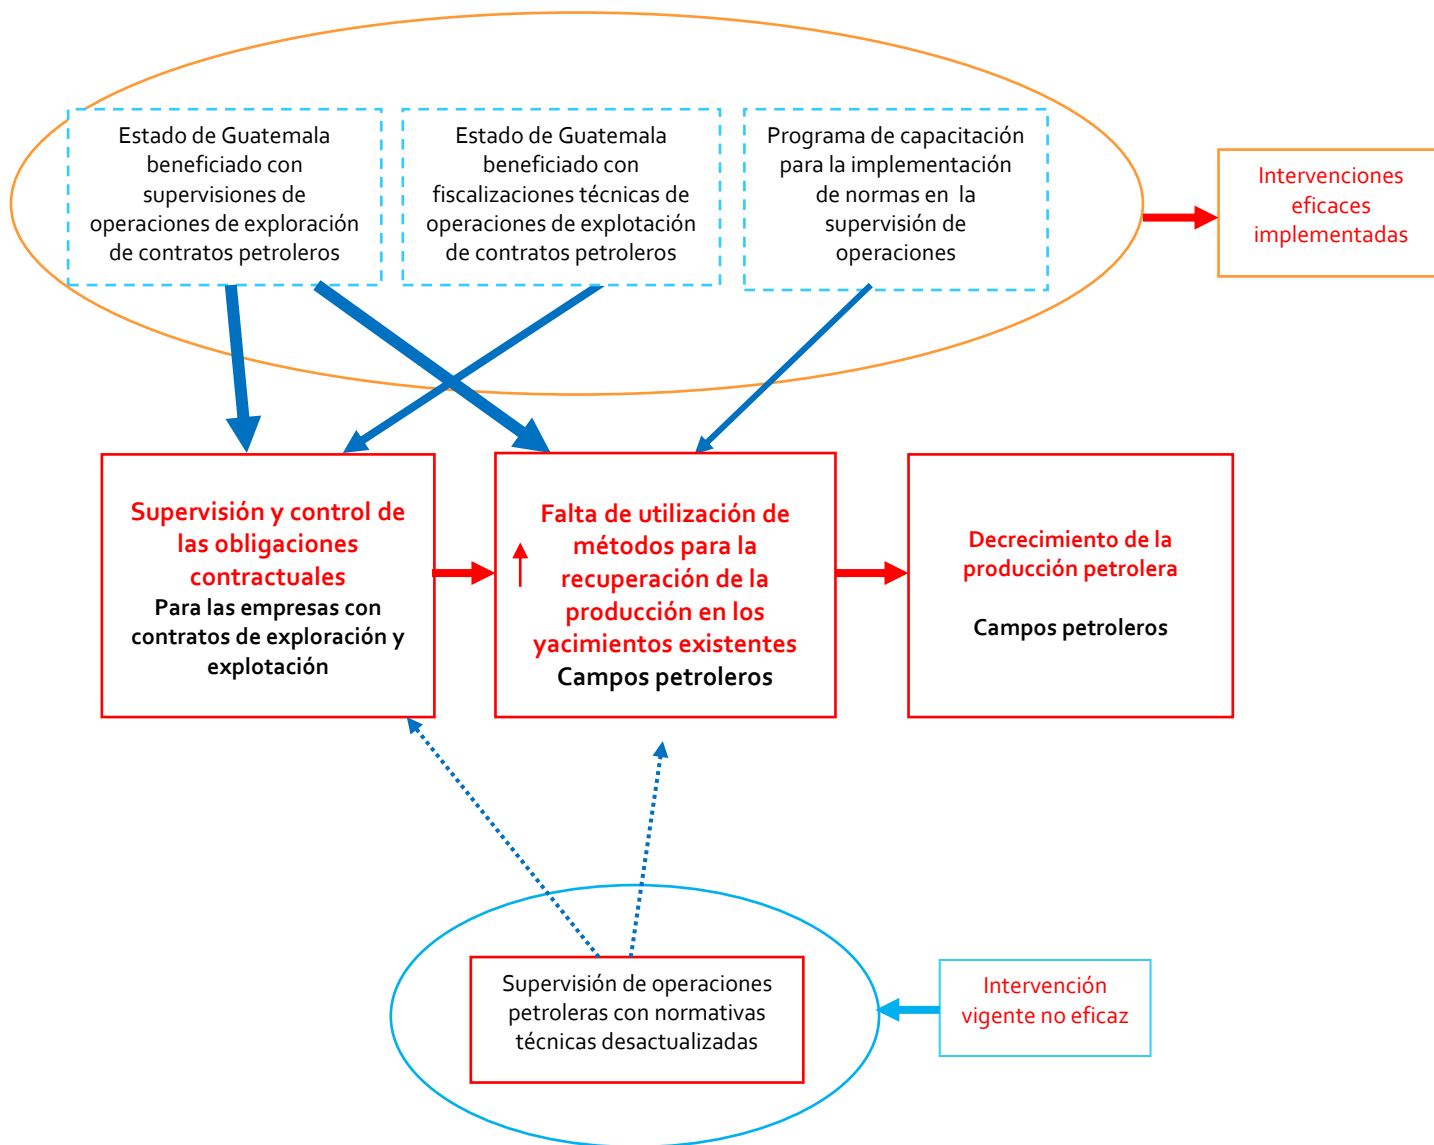 Estado de Guatemala
beneficiado con
supervisiones de
operaciones de exploración
de contratos petroleros
Estado de Guatemala
beneficiado con
fiscalizaciones técnicas de
operaciones de explotación
de contratos petroleros
Programa de capacitación
para la implementación
de normas en la
supervisión de
operaciones
Intervenciones
eficaces
implementadas
Supervisión y control de
las obligaciones
contractuales
Para las empresas con
contratos de exploración y
explotación
Falta de utilización de
métodos para la
recuperación de la
producción en los
yacimientos existentes
Campos petroleros
Decrecimiento de la
producción petrolera
Campos petroleros
Supervisión de operaciones
petroleras con normativas
técnicas desactualizadas
Intervención
vigente no eficaz